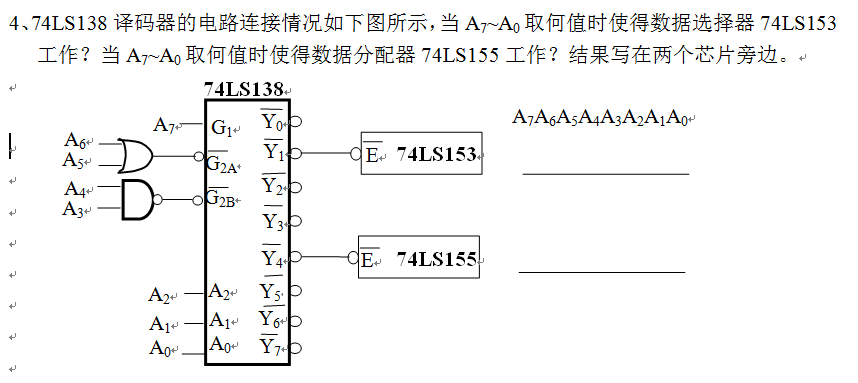 4、74LS138 译码器的电路连接情况如下图所示，当 A7~A0 取何值时使得数据选择器 74LS153
工作？当 A7~A0 取何值时使得数据分配器 74LS155 工作？结果写在两个芯片旁边。
74LS138
A7 G1 Y0
A7A6A5A4A3A2A1A0
A6
A5 G2A Y1 E 74LS153
A4 Y2
A3 G2B
Y3
Y4 E 74LS155
A2 A2 Y5
A1 A1 Y6
A0 A0 Y7